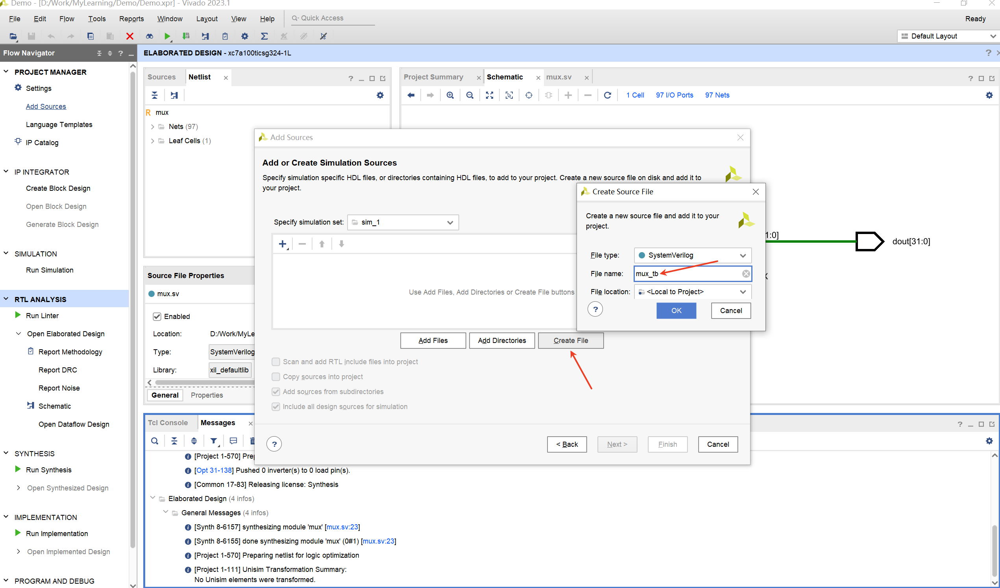 Demo - [D:/Work/MyLearning/Demo/Demo.xpr] - Vivado 2023.1
File Edit Flow Tools Reports Window Layout View Help Quick Access Ready
Default Layout
Flow Navigator
ELABORATED DESIGN - xc7a100ticsg324-1L
PROJECT MANAGER
Settings
Add Sources
Language Templates
IP Catalog
IP INTEGRATOR
Create Block Design
Open Block Design
Generate Block Design
SIMULATION
Run Simulation
RTL ANALYSIS
Run Linter
Open Elaborated Design
Report Methodology
Report DRC
Report Noise
Schematic
Open Dataflow Design
SYNTHESIS
Run Synthesis
Open Synthesized Design
IMPLEMENTATION
Run Implementation
Open Implemented Design
PROGRAM AND DEBUG
Sources Netlist
R mux
Nets (97)
Leaf Cells (1)
Project Summary Schematic mux.sv
1 Cell 97 I/O Ports 97 Nets
1:0]
dout[31:0]
Source File Properties
mux.sv
Enabled
Location: D:/Work/MyLe
Type: SystemVerilog
Library: xil_defaultlib
General Properties
Add Sources
Add or Create Simulation Sources
Specify simulation specific HDL files, or directories containing HDL files, to add to your project. Create a new source file on disk and add it to
your project.
Specify simulation set: sim_1
Use Add Files, Add Directories or Create File buttons
Add Files Add Directories Create File
Scan and add RTL include files into project
Copy sources into project
Add sources from subdirectories
Include all design sources for simulation
? < Back Next > Finish Cancel
Create Source File
Create a new source file and add it to your
project.
File type: SystemVerilog
File name: mux_tb
File location: <Local to Project>
? OK Cancel
Tcl Console Messages
[Project 1-570] Prep
[Opt 31-138] Pushed 0 inverter(s) to 0 load pin(s).
[Common 17-83] Releasing license: Synthesis
Elaborated Design (4 infos)
General Messages (4 infos)
[Synth 8-6157] synthesizing module 'mux' [mux.sv:23]
[Synth 8-6155] done synthesizing module 'mux' (0#1) [mux.sv:23]
[Project 1-570] Preparing netlist for logic optimization
[Project 1-111] Unisim Transformation Summary:
No Unisim elements were transformed.